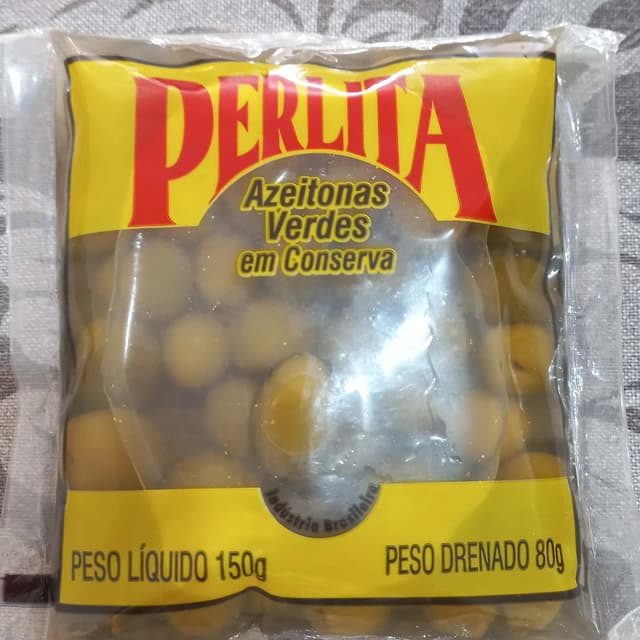 PERLITA
Azeitonas
Verdes
em Conserva
Indústria Brasileira
PESO LÍQUIDO 150g
PESO DRENADO 80g